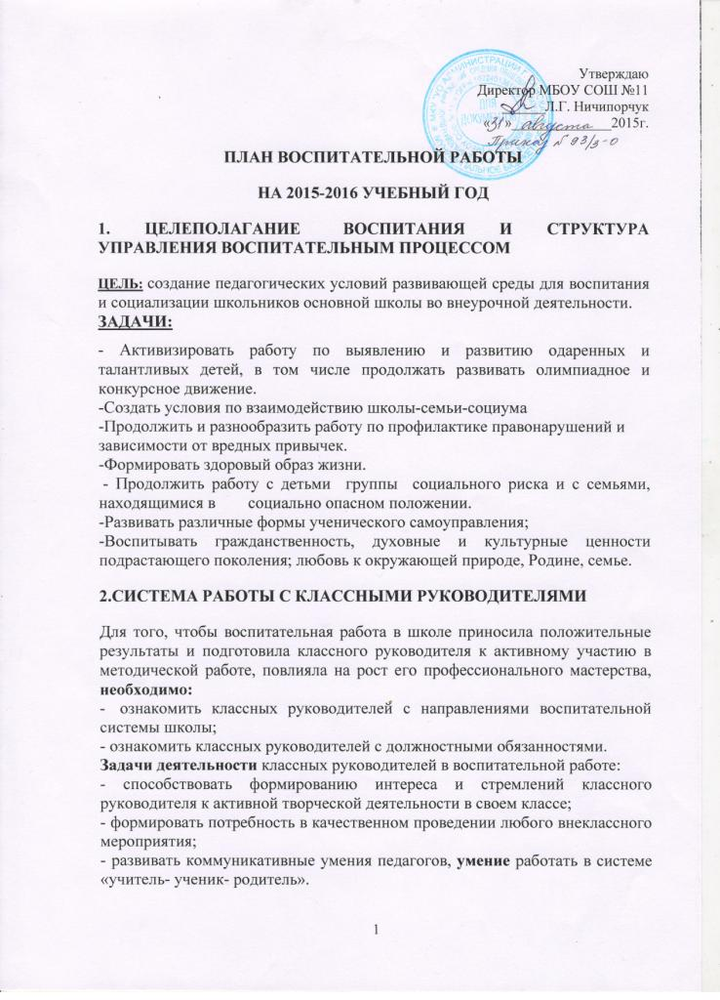 Утверждаю
Директор МБОУ СОШ №11
Л.Г. Ничипорчук
«31» августа 2015г.
Приказ № 93/3-О
ПЛАН ВОСПИТАТЕЛЬНОЙ РАБОТЫ
НА 2015-2016 УЧЕБНЫЙ ГОД
1. ЦЕЛЕПОЛАГАНИЕ ВОСПИТАНИЯ И СТРУКТУРА
УПРАВЛЕНИЯ ВОСПИТАТЕЛЬНЫМ ПРОЦЕССОМ
ЦЕЛЬ: создание педагогических условий развивающей среды для воспитания
и социализации школьников основной школы во внеурочной деятельности.
ЗАДАЧИ:
- Активизировать работу по выявлению и развитию одаренных и
талантливых детей, в том числе продолжать развивать олимпиадное и
конкурсное движение.
-Создать условия по взаимодействию школы-семьи-социума
-Продолжить и разнообразить работу по профилактике правонарушений и
зависимости от вредных привычек.
-Формировать здоровый образ жизни.
- Продолжить работу с детьми группы социального риска и с семьями,
находящимися в социально опасном положении.
-Развивать различные формы ученического самоуправления;
-Воспитывать гражданственность, духовные и культурные ценности
подрастающего поколения; любовь к окружающей природе, Родине, семье.
2.СИСТЕМА РАБОТЫ С КЛАССНЫМИ РУКОВОДИТЕЛЯМИ
Для того, чтобы воспитательная работа в школе приносила положительные
результаты и подготовила классного руководителя к активному участию в
методической работе, повлияла на рост его профессионального мастерства,
необходимо:
- ознакомить классных руководителей с направлениями воспитательной
системы школы;
- ознакомить классных руководителей с должностными обязанностями.
Задачи деятельности классных руководителей в воспитательной работе:
- способствовать формированию интереса и стремлений классного
руководителя к активной творческой деятельности в своем классе;
- формировать потребность в качественном проведении любого внеклассного
мероприятия;
- развивать коммуникативные умения педагогов, умение работать в системе
«учитель- ученик- родитель».
1